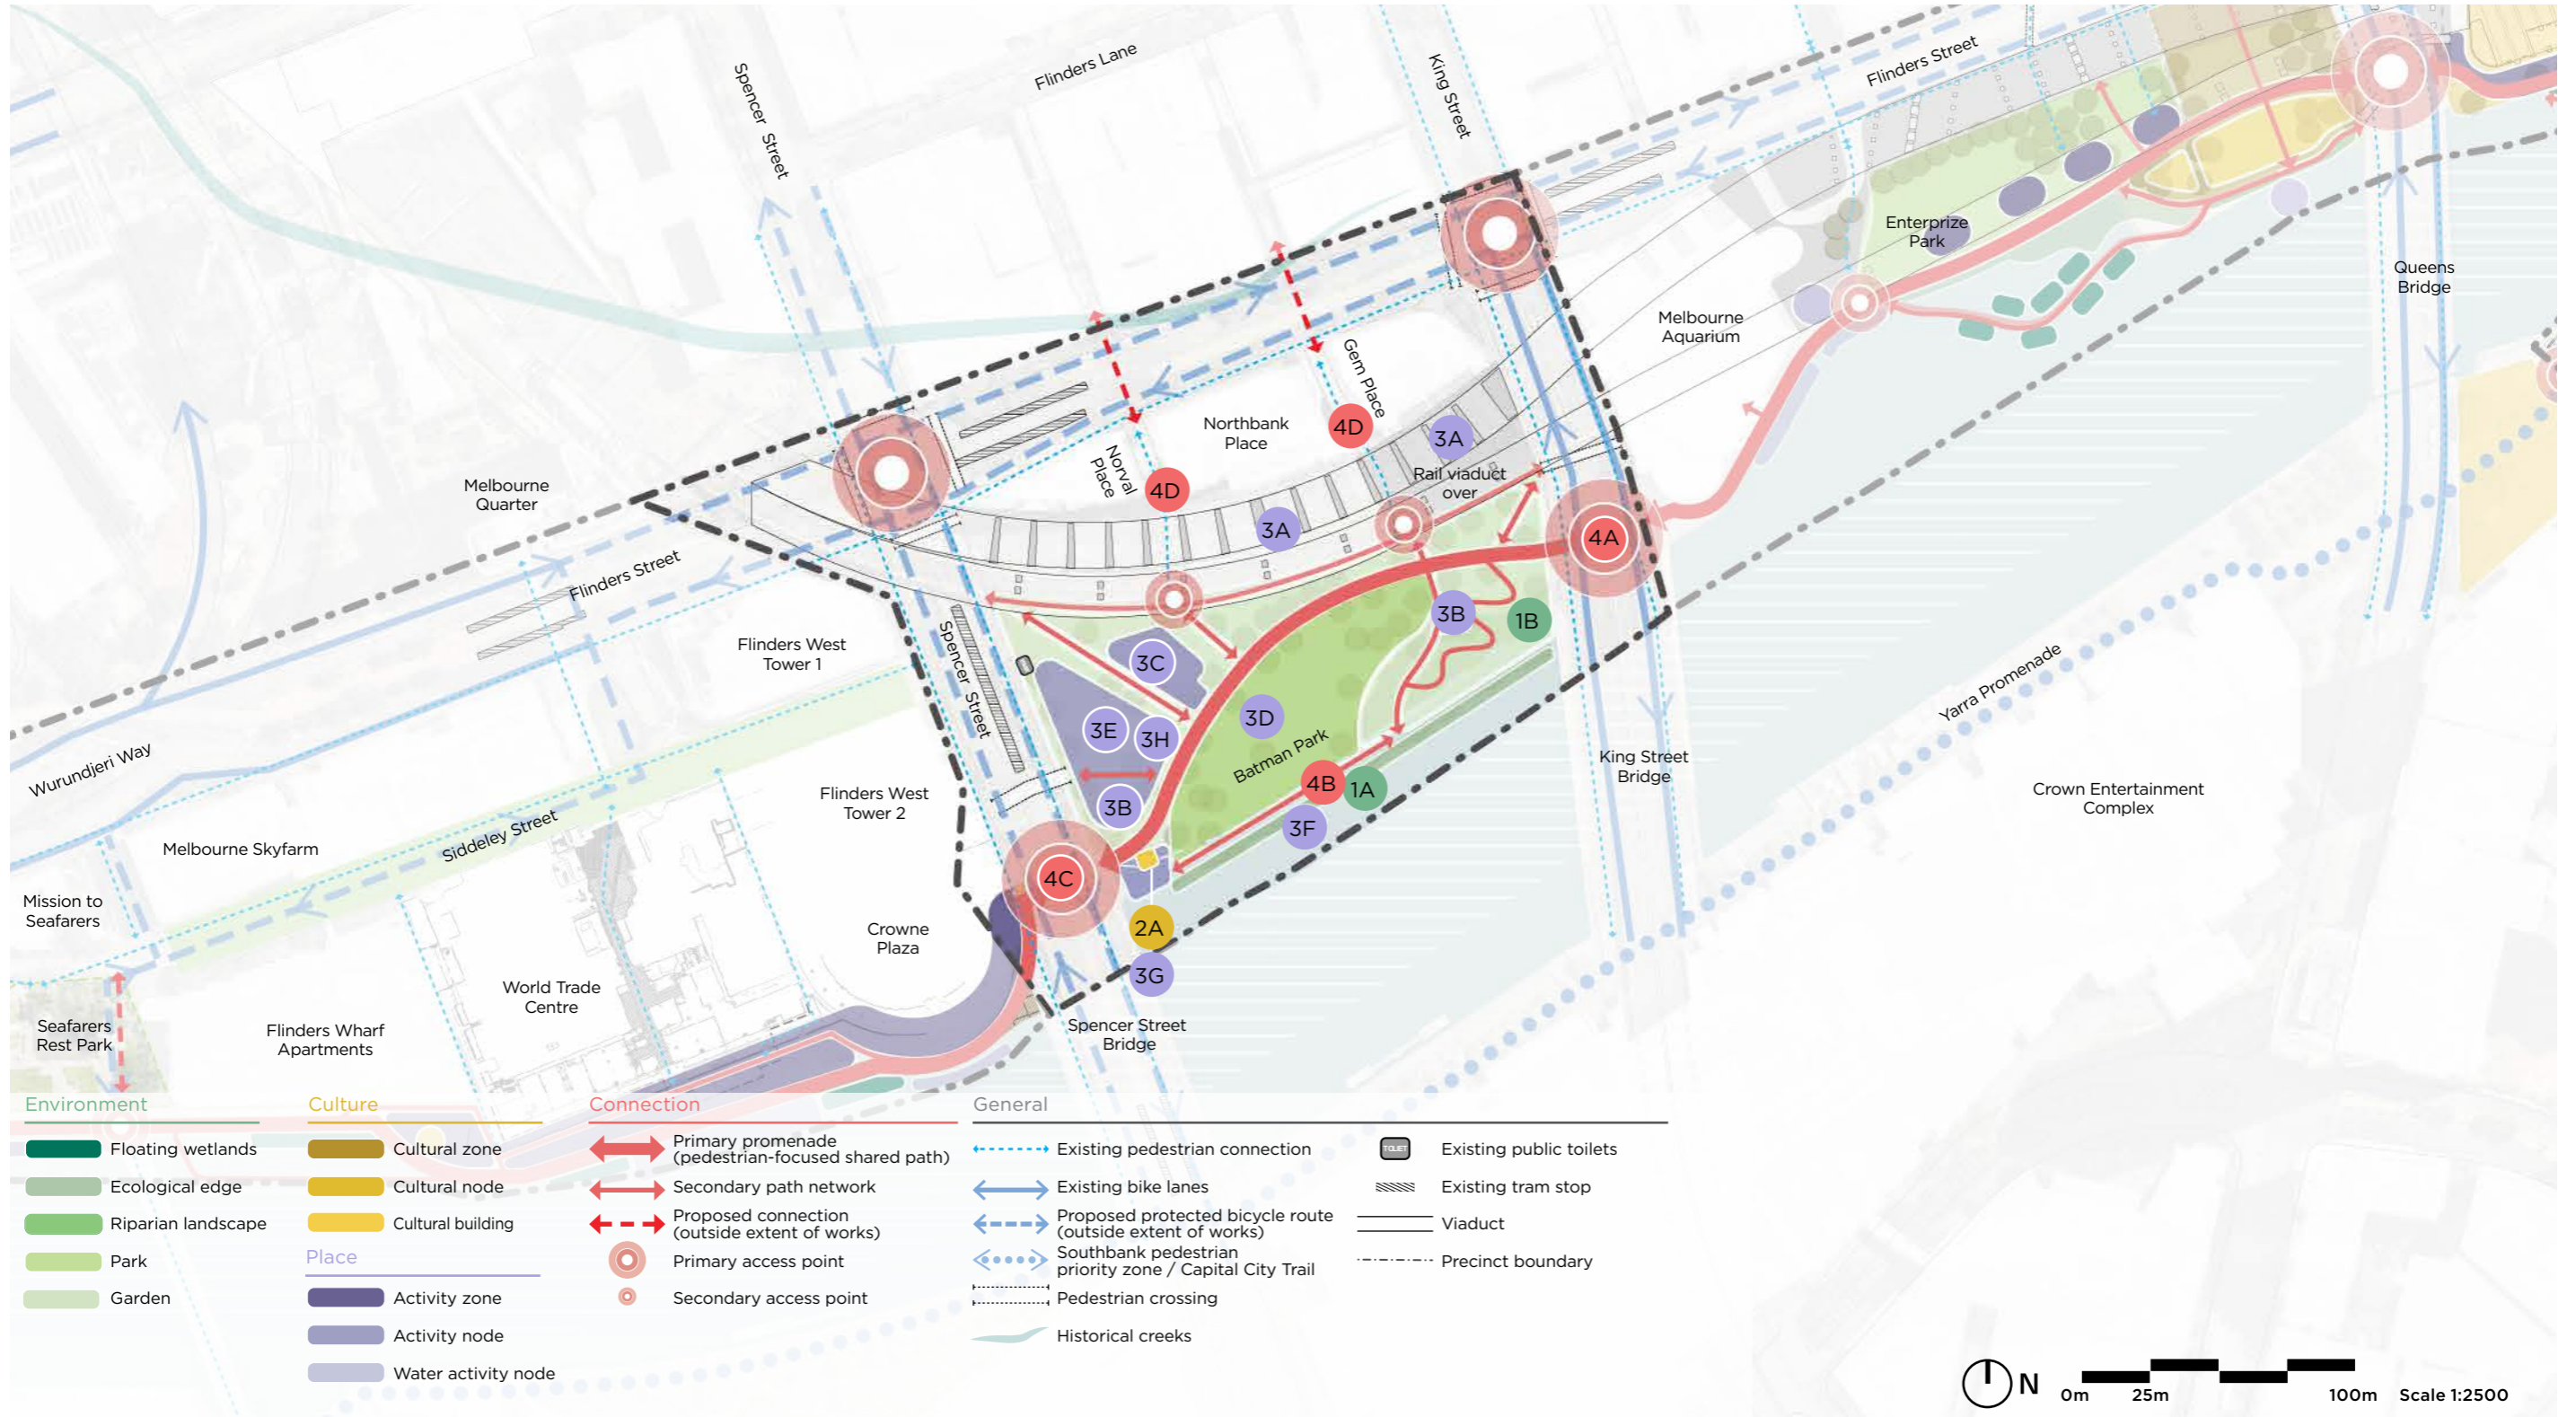 Flinders Lane
Spencer Street
King Street
Flinders Street
Enterprize
Park
Queens
Bridge
Melbourne
Aquarium
Gem Place
Northbank
Place
4D
3A
Rail viaduct
over
Norval
Place
4D
3A
Melbourne
Quarter
4A
Flinders Street
3B
1B
Flinders West
Tower 1
Spencer Street
3C
3E
3H
3D
Batman Park
Yarra Promenade
King Street
Bridge
Wurundjeri Way
Flinders West
Tower 2
3B
4B
1A
3F
Crown Entertainment
Complex
Melbourne Skyfarm
Siddeley Street
4C
Mission to
Seafarers
Crowne
Plaza
2A
3G
World Trade
Centre
Seafarers
Rest Park
Flinders Wharf
Apartments
Spencer Street
Bridge
Environment
Floating wetlands
Ecological edge
Riparian landscape
Park
Garden
Culture
Cultural zone
Cultural node
Cultural building
Place
Activity zone
Activity node
Water activity node
Connection
Primary promenade
(pedestrian-focused shared path)
Secondary path network
Proposed connection
(outside extent of works)
Primary access point
Secondary access point
General
Existing pedestrian connection
Existing bike lanes
Proposed protected bicycle route
(outside extent of works)
Southbank pedestrian
priority zone / Capital City Trail
Pedestrian crossing
Historical creeks
TOILET
Existing public toilets
Existing tram stop
Viaduct
Precinct boundary
N
0m 25m 100m Scale 1:2500